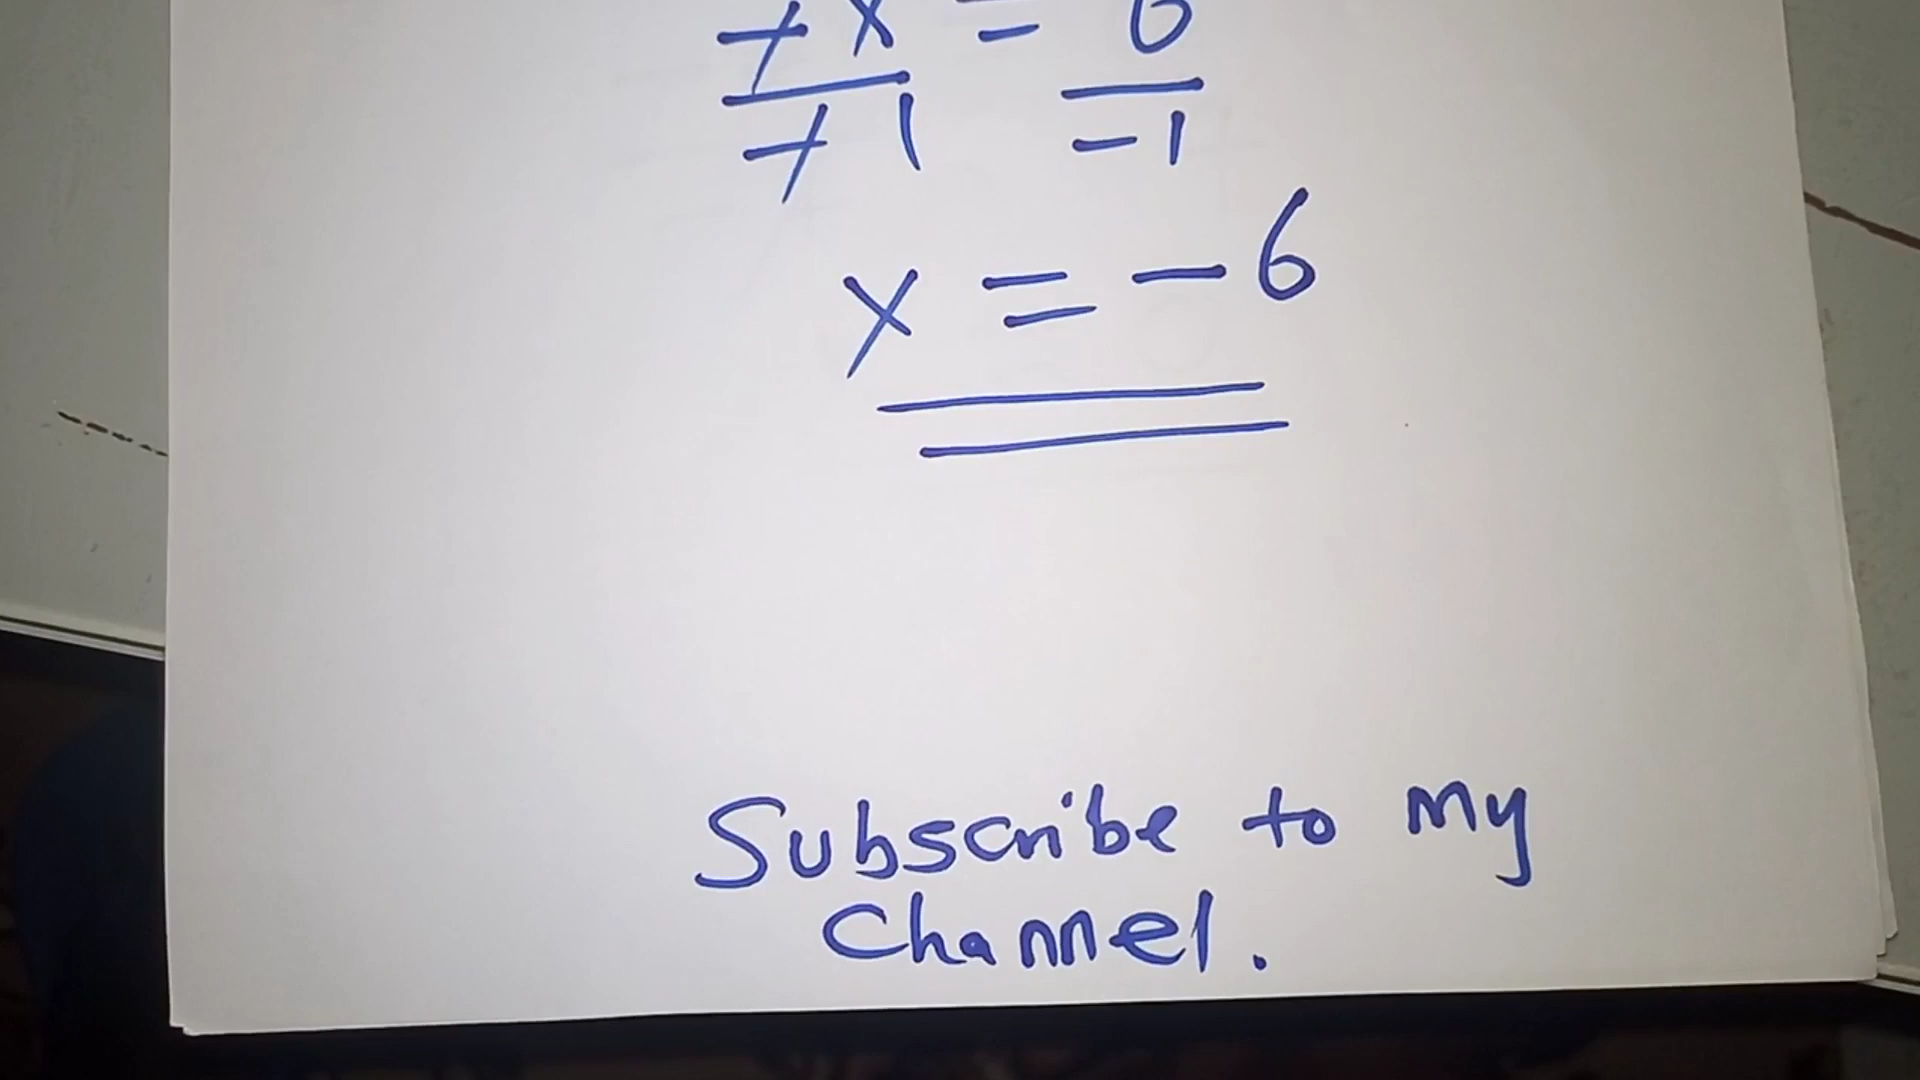 -x = 6
-1 -1
x = -6
Subscribe to my
Channel.